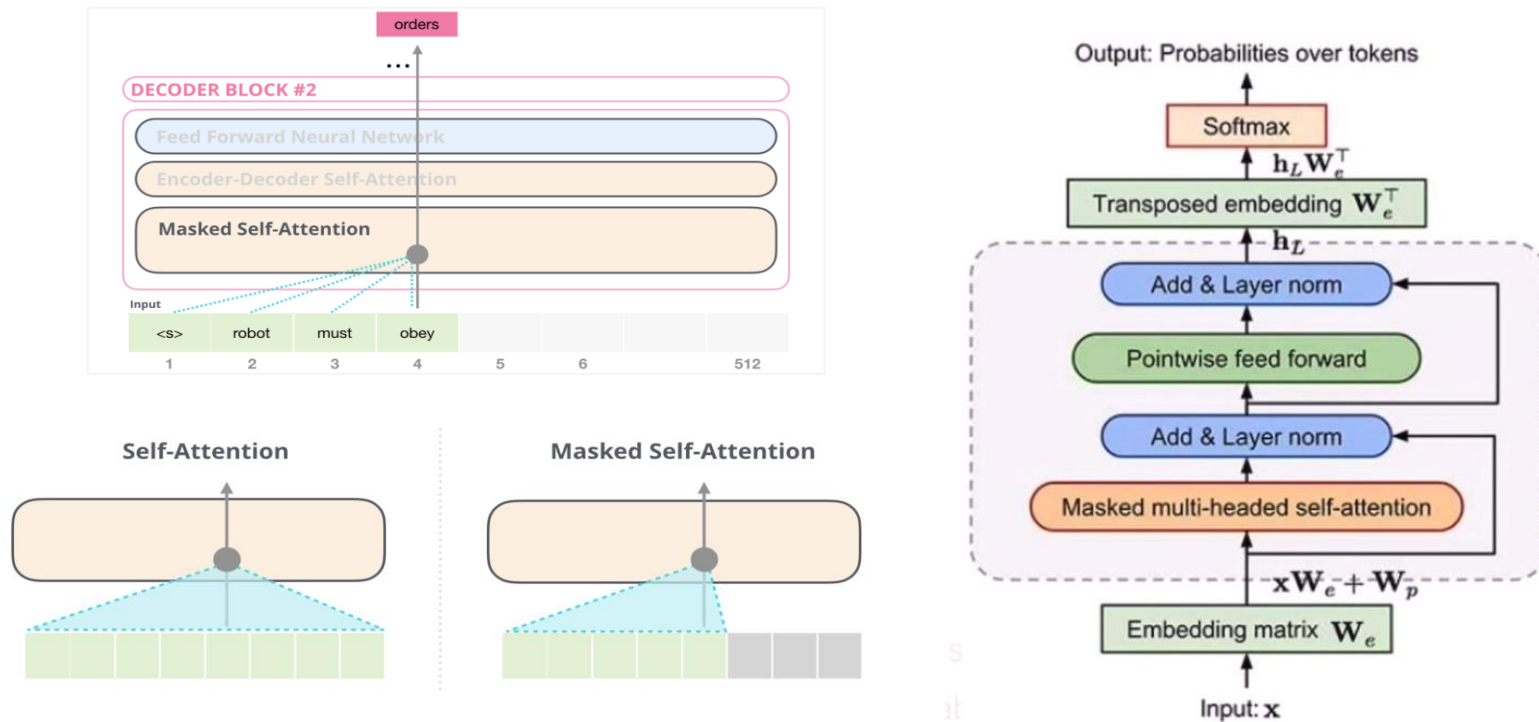 orders
...
DECODER BLOCK #2
Feed Forward Neural Network
Encoder-Decoder Self-Attention
Masked Self-Attention
Input
<s> robot must obey
1 2 3 4 5 6 512
Self-Attention
Masked Self-Attention
Output: Probabilities over tokens
Softmax
h_L W_e^⊤
Transposed embedding W_e^⊤
h_L
Add & Layer norm
Pointwise feed forward
Add & Layer norm
Masked multi-headed self-attention
xW_e + W_p
Embedding matrix W_e
Input: x